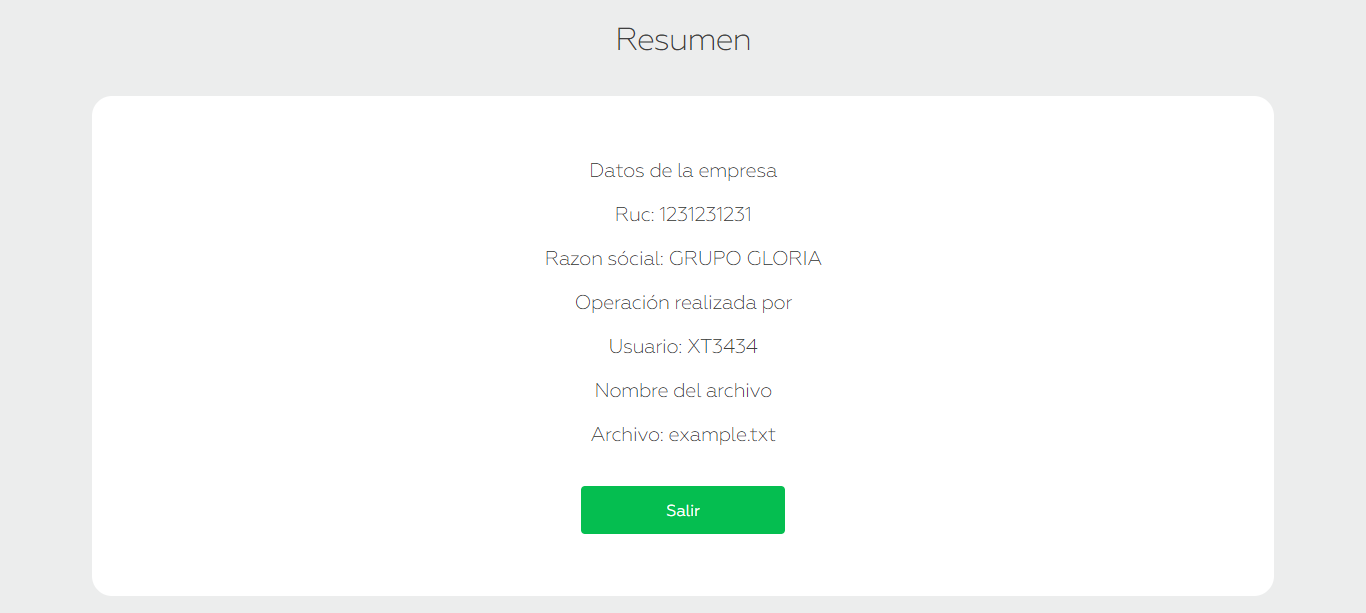 Resumen
Datos de la empresa
Ruc: 1231231231
Razon sócial: GRUPO GLORIA
Operación realizada por
Usuario: XT3434
Nombre del archivo
Archivo: example.txt
Salir